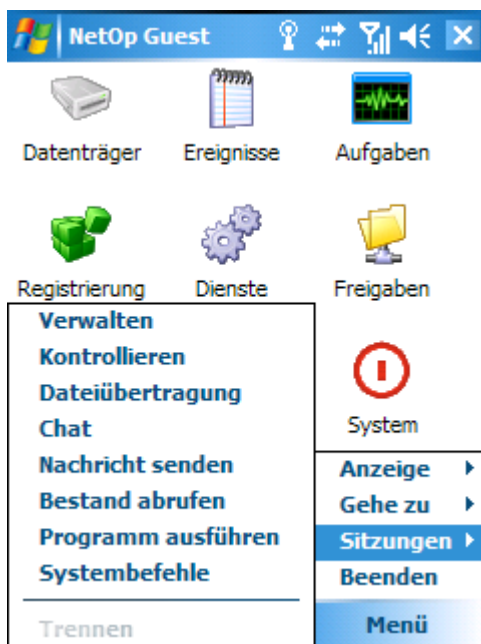 NetOp Guest
Datenträger Ereignisse Aufgaben
Registrierung Dienste Freigaben
Verwalten
Kontrollieren
Dateiübertragung
Chat
Nachricht senden
Bestand abrufen
Programm ausführen
Systembefehle
Trennen
System
Anzeige
Gehe zu
Sitzungen
Beenden
Menü